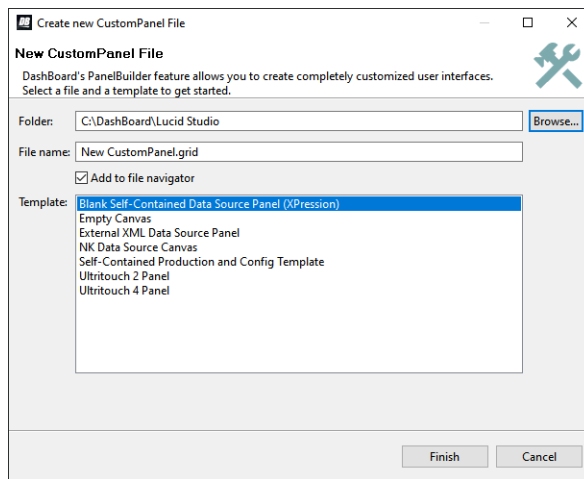 DB
Create new CustomPanel File
New CustomPanel File
DashBoard's PanelBuilder feature allows you to create completely customized user interfaces.
Select a file and a template to get started.
Folder: C:\DashBoard\Lucid Studio Browse...
File name: New CustomPanel.grid
Add to file navigator
Template: Blank Self-Contained Data Source Panel (XPression)
Empty Canvas
External XML Data Source Panel
NK Data Source Canvas
Self-Contained Production and Config Template
Ultritouch 2 Panel
Ultritouch 4 Panel
Finish Cancel